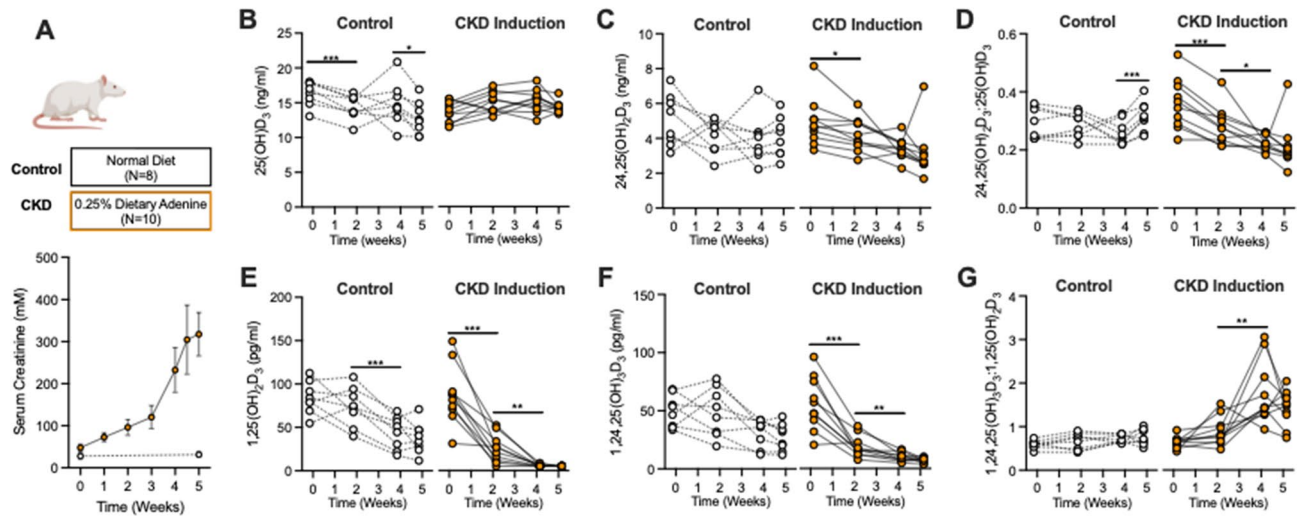 A
Control
Normal Diet
(N=8)
CKD
0.25% Dietary Adenine
(N=10)
Serum Creatinine (mM)
500
400
300
200
100
0
0 1 2 3 4 5
Time (Weeks)
B
Control
CKD Induction
25(OH)D3 (ng/ml)
25
20
15
10
5
0
***
*
0 1 2 3 4 5
Time (weeks)
0 1 2 3 4 5
Time (weeks)
C
Control
CKD Induction
24,25(OH)2D3 (ng/ml)
10
8
6
4
2
0
*
0 1 2 3 4 5
Time (Weeks)
0 1 2 3 4 5
Time (Weeks)
D
Control
CKD Induction
24,25(OH)2D3:25(OH)D3
0.6
0.4
0.2
0.0
***
***
*
0 1 2 3 4 5
Time (Weeks)
0 1 2 3 4 5
Time (Weeks)
E
Control
CKD Induction
1,25(OH)2D3 (pg/ml)
200
150
100
50
0
***
***
**
0 1 2 3 4 5
Time (Weeks)
0 1 2 3 4 5
Time (Weeks)
F
Control
CKD Induction
1,24,25(OH)3D3 (pg/ml)
150
100
50
0
***
**
0 1 2 3 4 5
Time (Weeks)
0 1 2 3 4 5
Time (Weeks)
G
Control
CKD Induction
1,24,25(OH)3D3:1,25(OH)2D3
4
3
2
1
0
**
0 1 2 3 4 5
Time (Weeks)
0 1 2 3 4 5
Time (Weeks)